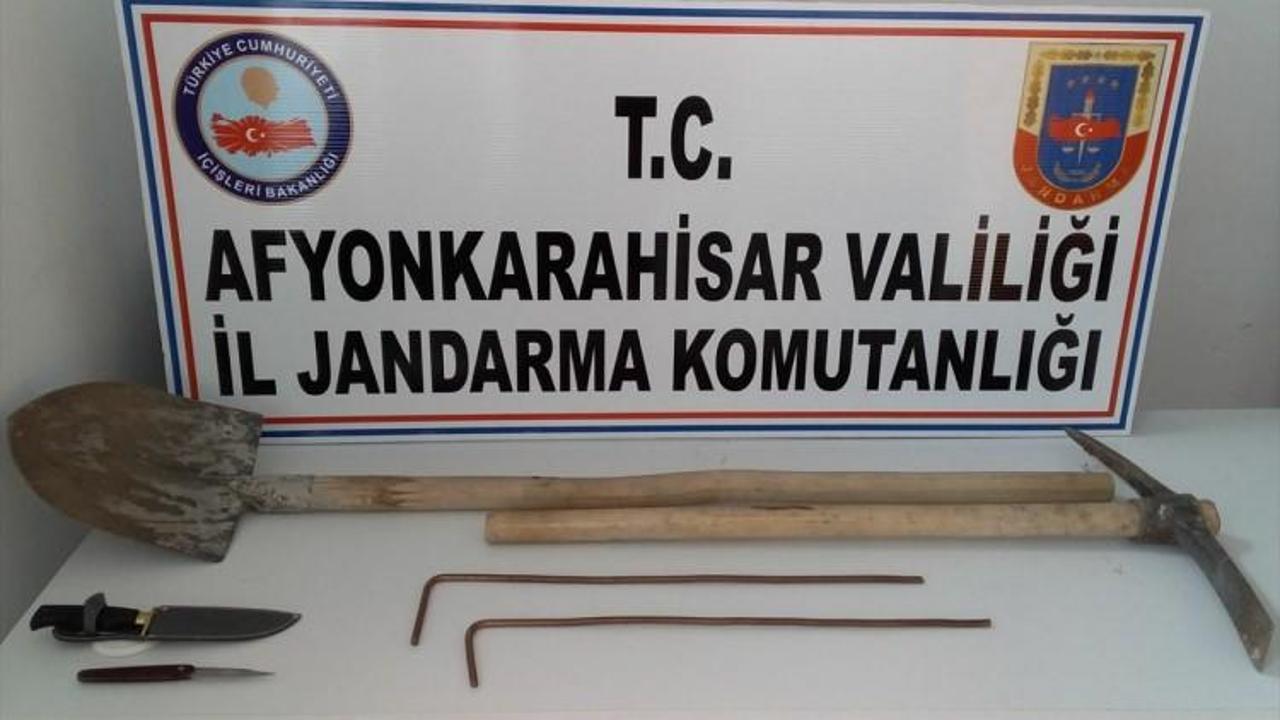 TÜRKİYE CUMHURİYETİ
İÇİŞLERİ BAKANLIĞI
JANDARMA
T.C.
AFYONKARAHİSAR VALİLİĞİ
İL JANDARMA KOMUTANLIĞI